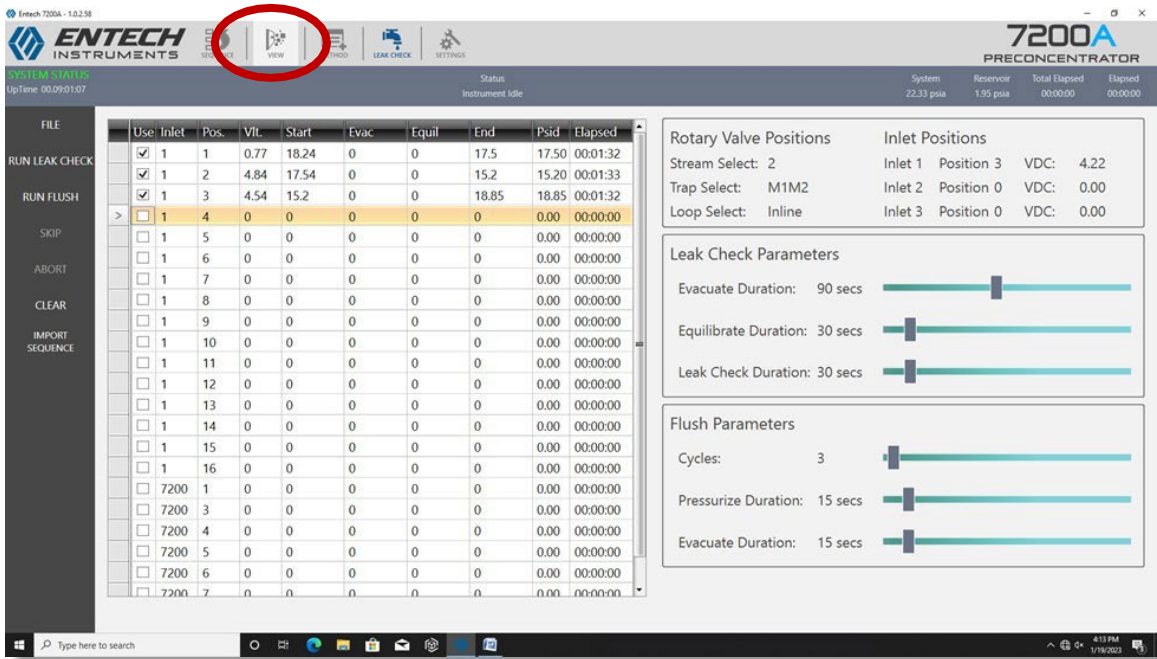 Entech 7200A - 1.0.2.58
ENTECH
INSTRUMENTS
SEQUENCE
VIEW
METHOD
LEAK CHECK
SETTINGS
7200A
PRECONCENTRATOR
SYSTEM STATUS
UpTime 00.09:01:07
Status
Instrument Idle
System Reservoir Total Elapsed Elapsed
22.33 psia 1.95 psia 00:00:00 00:00:00
FILE
RUN LEAK CHECK
RUN FLUSH
SKIP
ABORT
CLEAR
IMPORT
SEQUENCE
Use Inlet Pos. Vlt. Start Evac Equil End Psid Elapsed
1 1 0.77 18.24 0 0 17.5 17.50 00:01:32
1 2 4.84 17.54 0 0 15.2 15.20 00:01:33
1 3 4.54 15.2 0 0 18.85 18.85 00:01:32
> 1 4 0 0 0 0 0 0.00 00:00:00
1 5 0 0 0 0 0 0.00 00:00:00
1 6 0 0 0 0 0 0.00 00:00:00
1 7 0 0 0 0 0 0.00 00:00:00
1 8 0 0 0 0 0 0.00 00:00:00
1 9 0 0 0 0 0 0.00 00:00:00
1 10 0 0 0 0 0 0.00 00:00:00
1 11 0 0 0 0 0 0.00 00:00:00
1 12 0 0 0 0 0 0.00 00:00:00
1 13 0 0 0 0 0 0.00 00:00:00
1 14 0 0 0 0 0 0.00 00:00:00
1 15 0 0 0 0 0 0.00 00:00:00
1 16 0 0 0 0 0 0.00 00:00:00
7200 1 0 0 0 0 0 0.00 00:00:00
7200 3 0 0 0 0 0 0.00 00:00:00
7200 4 0 0 0 0 0 0.00 00:00:00
7200 5 0 0 0 0 0 0.00 00:00:00
7200 6 0 0 0 0 0 0.00 00:00:00
7200 7 0 0 0 0 0 0.00 00:00:00
Rotary Valve Positions
Stream Select: 2
Trap Select: M1M2
Loop Select: Inline
Inlet Positions
Inlet 1 Position 3 VDC: 4.22
Inlet 2 Position 0 VDC: 0.00
Inlet 3 Position 0 VDC: 0.00
Leak Check Parameters
Evacuate Duration: 90 secs
Equilibrate Duration: 30 secs
Leak Check Duration: 30 secs
Flush Parameters
Cycles: 3
Pressurize Duration: 15 secs
Evacuate Duration: 15 secs
Type here to search
4:13 PM
1/19/2023